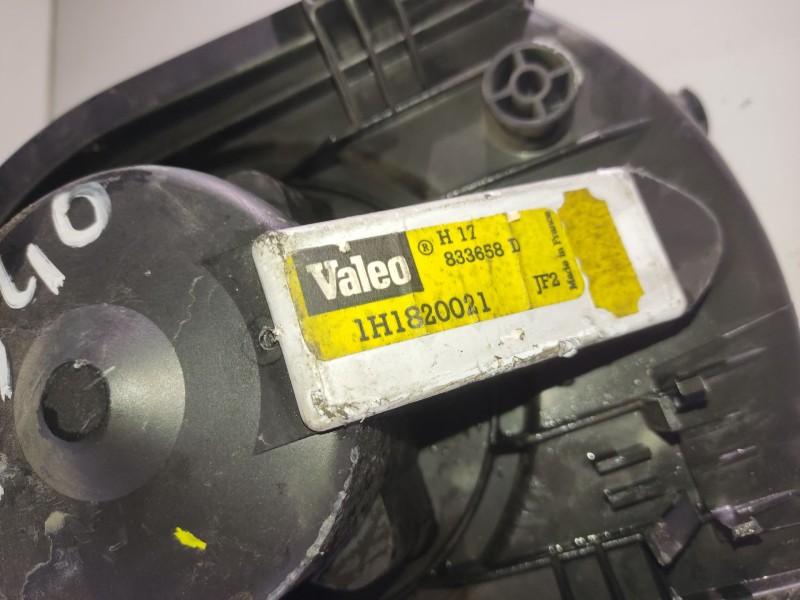 Valeo ® H 17
833658 D
1H1820021
JF2
Made in France